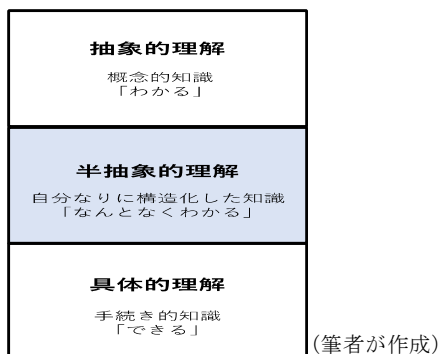 抽象的理解
概念的知識
「わかる」
半抽象的理解
自分なりに構造化した知識
「なんとなくわかる」
具体的理解
手続き的知識
「できる」
(筆者が作成)